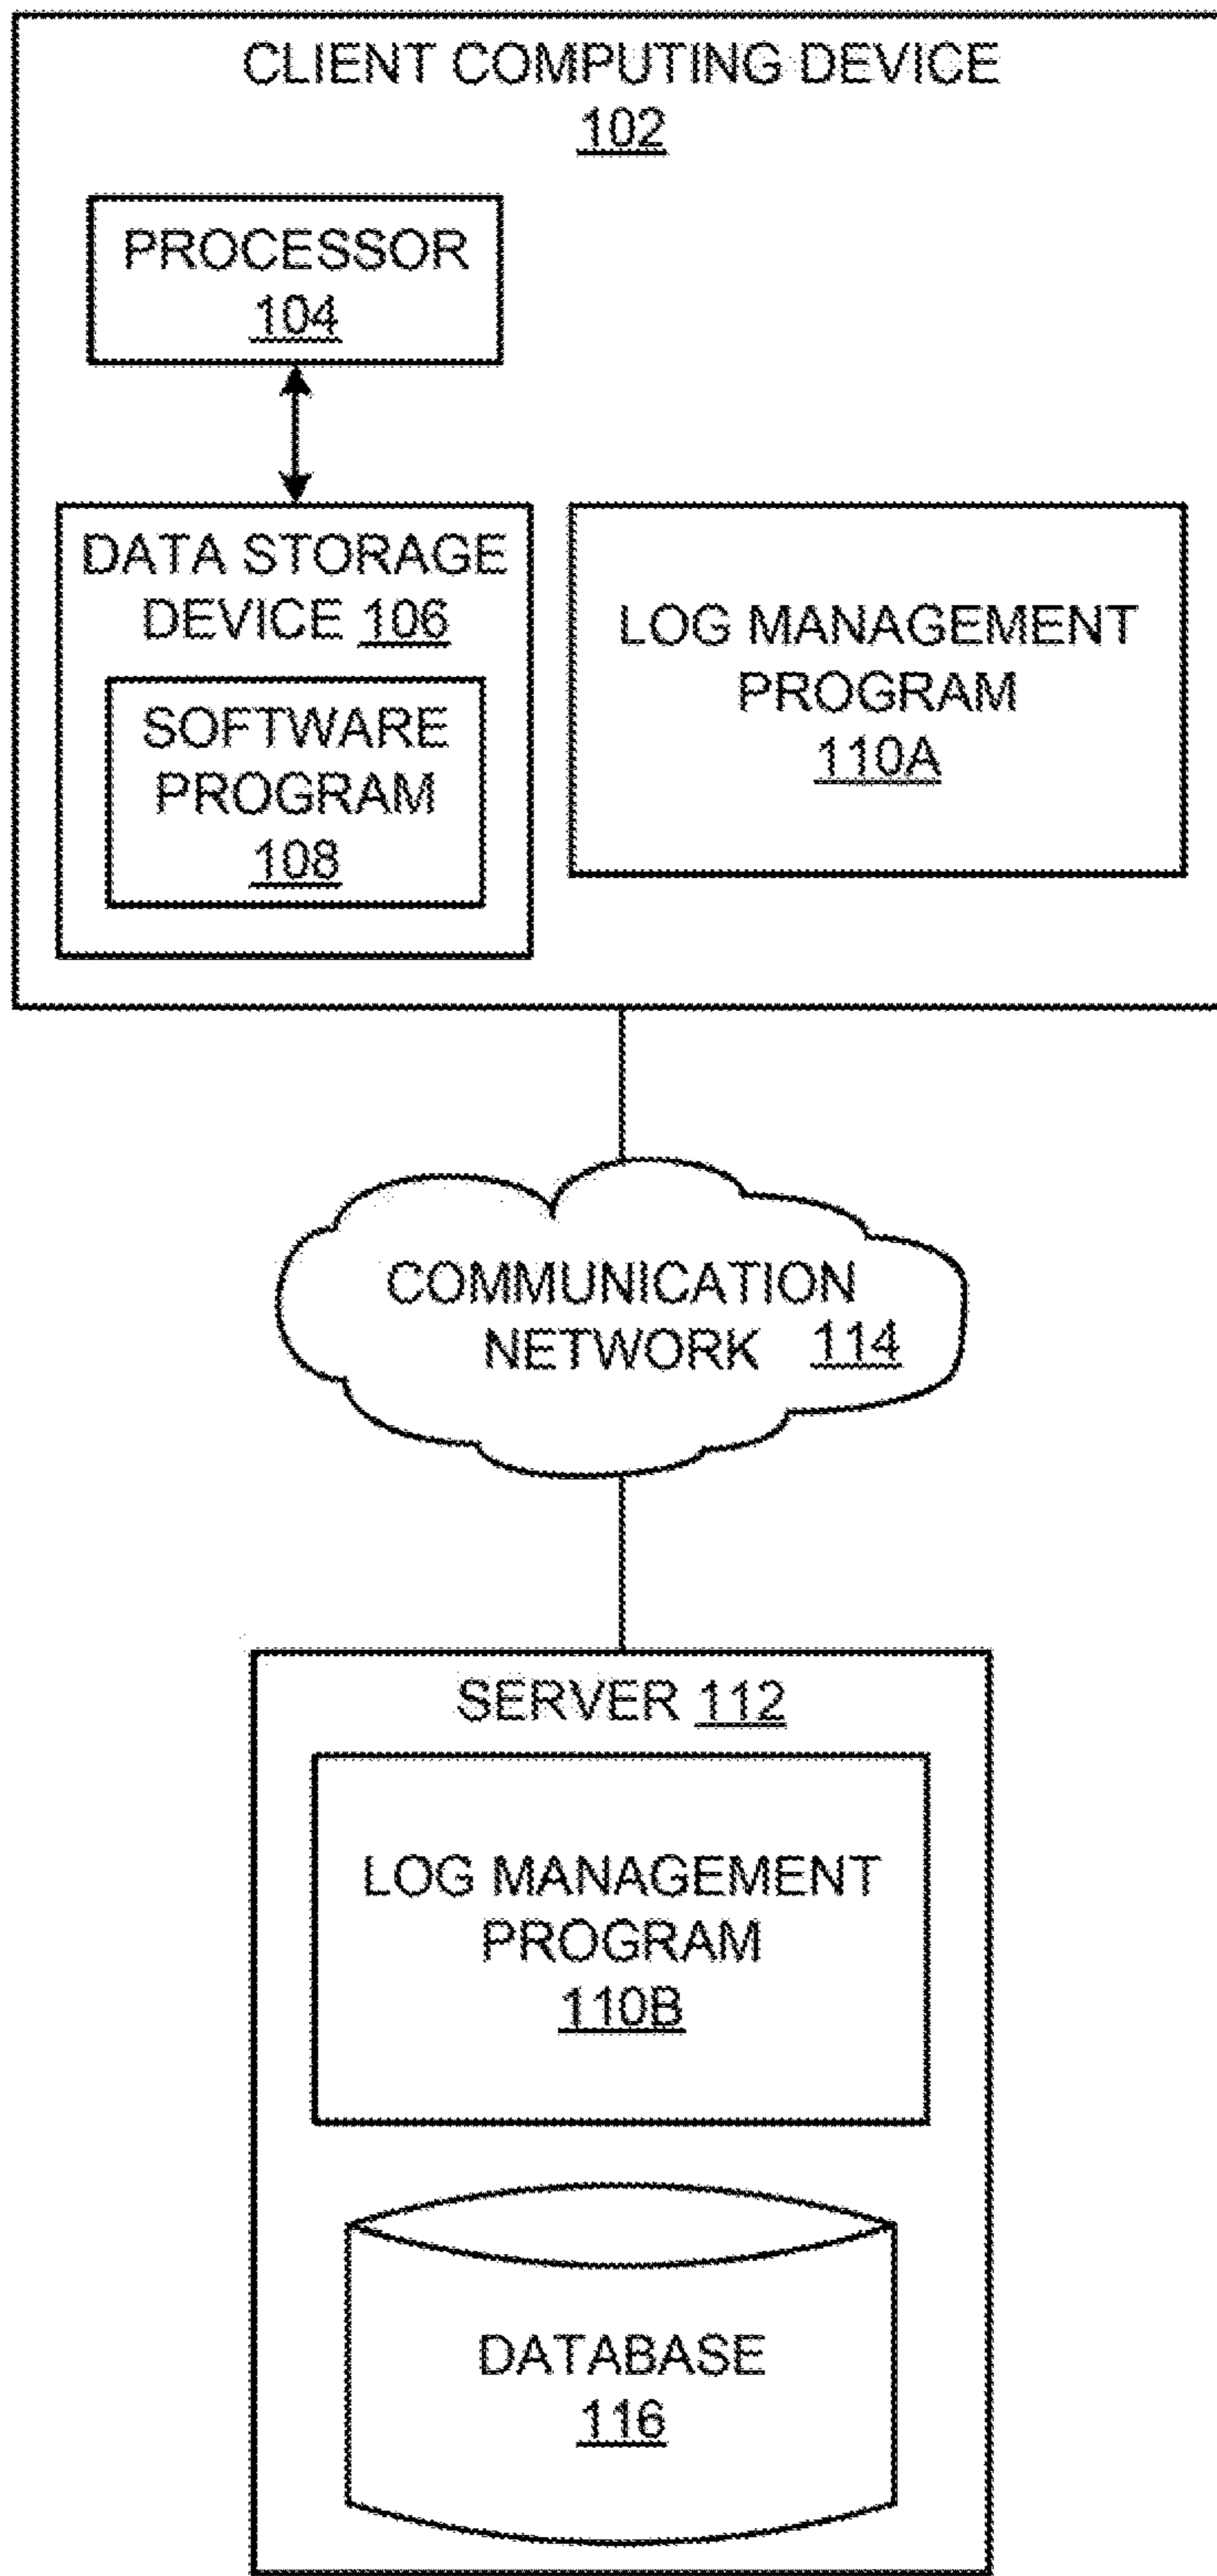 CLIENT COMPUTING DEVICE
102
PROCESSOR
104
DATA STORAGE
DEVICE 106
SOFTWARE
PROGRAM
108
LOG MANAGEMENT
PROGRAM
110A
COMMUNICATION
NETWORK 114
SERVER 112
LOG MANAGEMENT
PROGRAM
110B
DATABASE
116